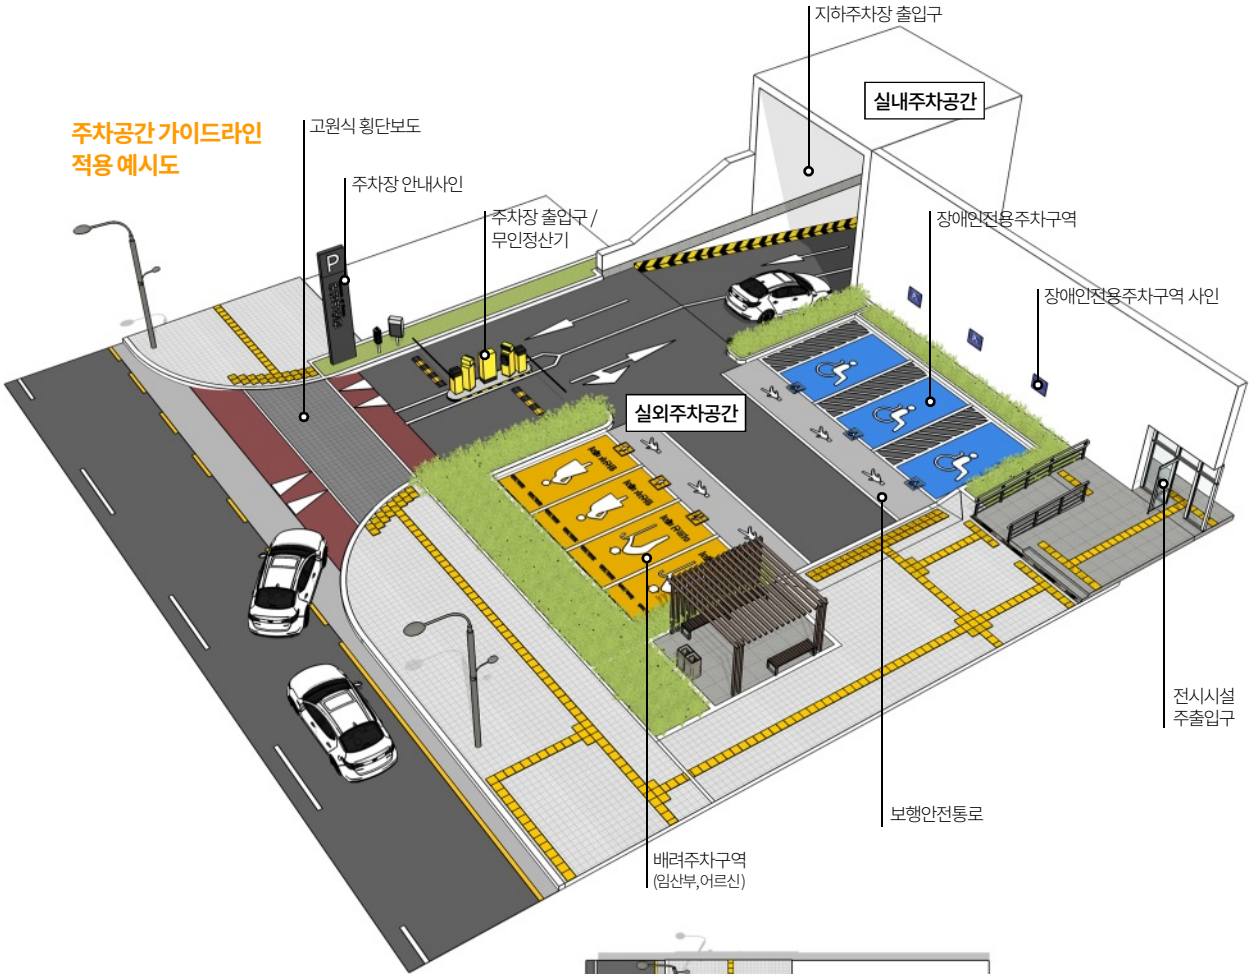 지하주차장 출입구
실내주차공간
주차공간 가이드라인
적용 예시도
고원식 횡단보도
주차장 안내사인
주차장 출입구 /
무인정산기
장애인전용주차구역
장애인전용주차구역 사인
P
실외주차공간
전시시설
주출입구
보행안전통로
배려주차구역
(임산부,어르신)